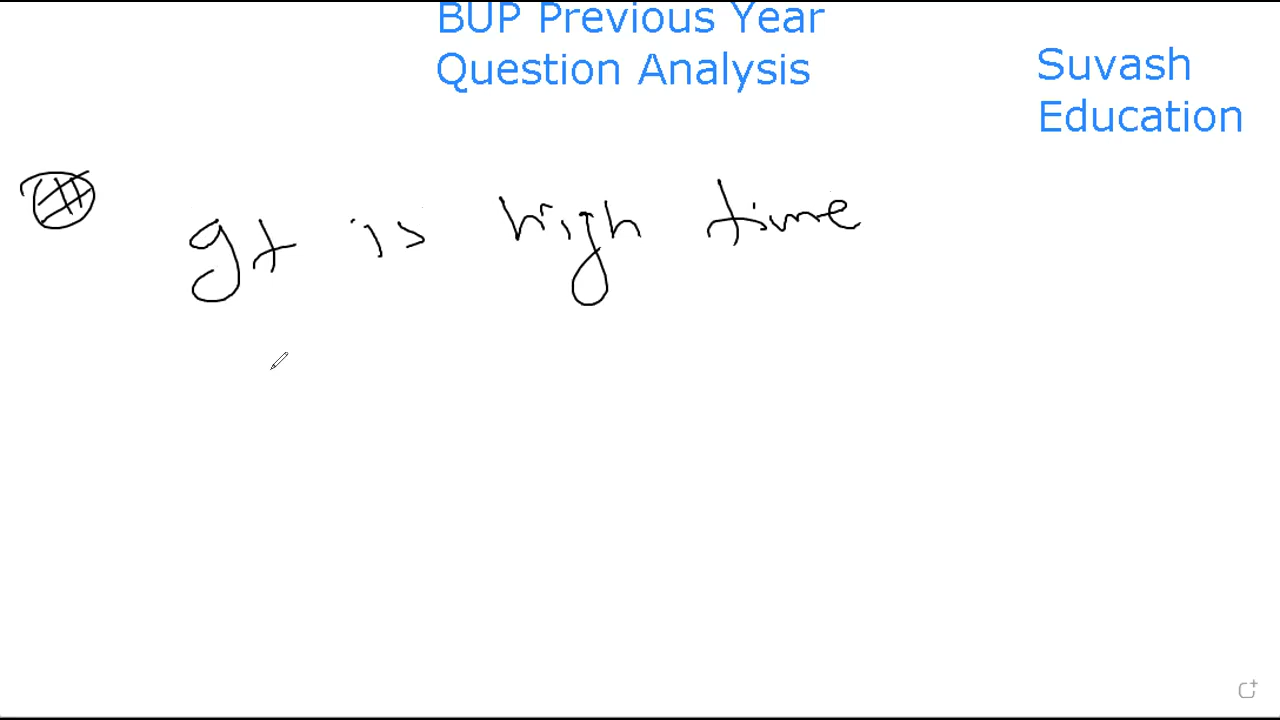 BUP Previous Year
Question Analysis
Suvash
Education
It is high time